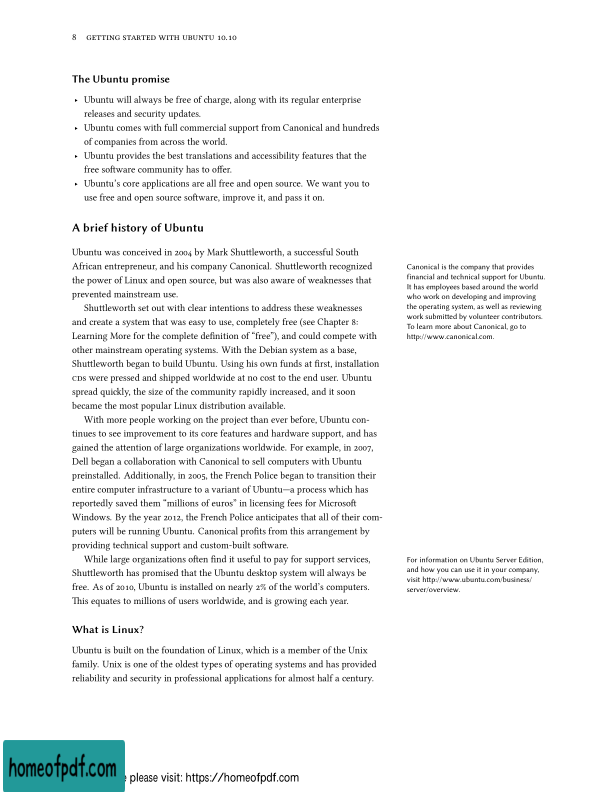 8 GETTING STARTED WITH UBUNTU 10.10
The Ubuntu promise
‣ Ubuntu will always be free of charge, along with its regular enterprise
releases and security updates.
‣ Ubuntu comes with full commercial support from Canonical and hundreds
of companies from across the world.
‣ Ubuntu provides the best translations and accessibility features that the
free software community has to offer.
‣ Ubuntu's core applications are all free and open source. We want you to
use free and open source software, improve it, and pass it on.
A brief history of Ubuntu
Ubuntu was conceived in 2004 by Mark Shuttleworth, a successful South
African entrepreneur, and his company Canonical. Shuttleworth recognized
the power of Linux and open source, but was also aware of weaknesses that
prevented mainstream use.
Shuttleworth set out with clear intentions to address these weaknesses
and create a system that was easy to use, completely free (see Chapter 8:
Learning More for the complete definition of “free”), and could compete with
other mainstream operating systems. With the Debian system as a base,
Shuttleworth began to build Ubuntu. Using his own funds at first, installation
CDS were pressed and shipped worldwide at no cost to the end user. Ubuntu
spread quickly, the size of the community rapidly increased, and it soon
became the most popular Linux distribution available.
With more people working on the project than ever before, Ubuntu con-
tinues to see improvement to its core features and hardware support, and has
gained the attention of large organizations worldwide. For example, in 2007,
Dell began a collaboration with Canonical to sell computers with Ubuntu
preinstalled. Additionally, in 2005, the French Police began to transition their
entire computer infrastructure to a variant of Ubuntu—a process which has
reportedly saved them “millions of euros” in licensing fees for Microsoft
Windows. By the year 2012, the French Police anticipates that all of their com-
puters will be running Ubuntu. Canonical profits from this arrangement by
providing technical support and custom-built software.
While large organizations often find it useful to pay for support services,
Shuttleworth has promised that the Ubuntu desktop system will always be
free. As of 2010, Ubuntu is installed on nearly 2% of the world's computers.
This equates to millions of users worldwide, and is growing each year.
What is Linux?
Ubuntu is built on the foundation of Linux, which is a member of the Unix
family. Unix is one of the oldest types of operating systems and has provided
reliability and security in professional applications for almost half a century.
Canonical is the company that provides
financial and technical support for Ubuntu.
It has employees based around the world
who work on developing and improving
the operating system, as well as reviewing
work submitted by volunteer contributors.
To learn more about Canonical, go to
http://www.canonical.com.
For information on Ubuntu Server Edition,
and how you can use it in your company,
visit http://www.ubuntu.com/business/
server/overview.
homeofpdf.com
please visit: https://homeofpdf.com